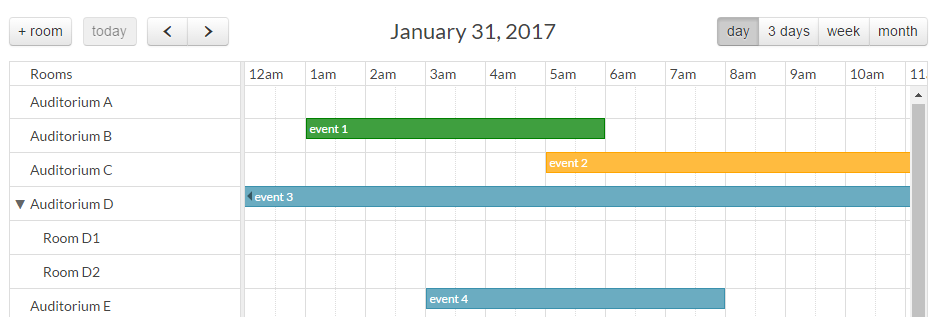 + room today < > January 31, 2017 day 3 days week month
Rooms 12am 1am 2am 3am 4am 5am 6am 7am 8am 9am 10am
Auditorium A
Auditorium B event 1
Auditorium C event 2
Auditorium D event 3
Room D1
Room D2
Auditorium E event 4